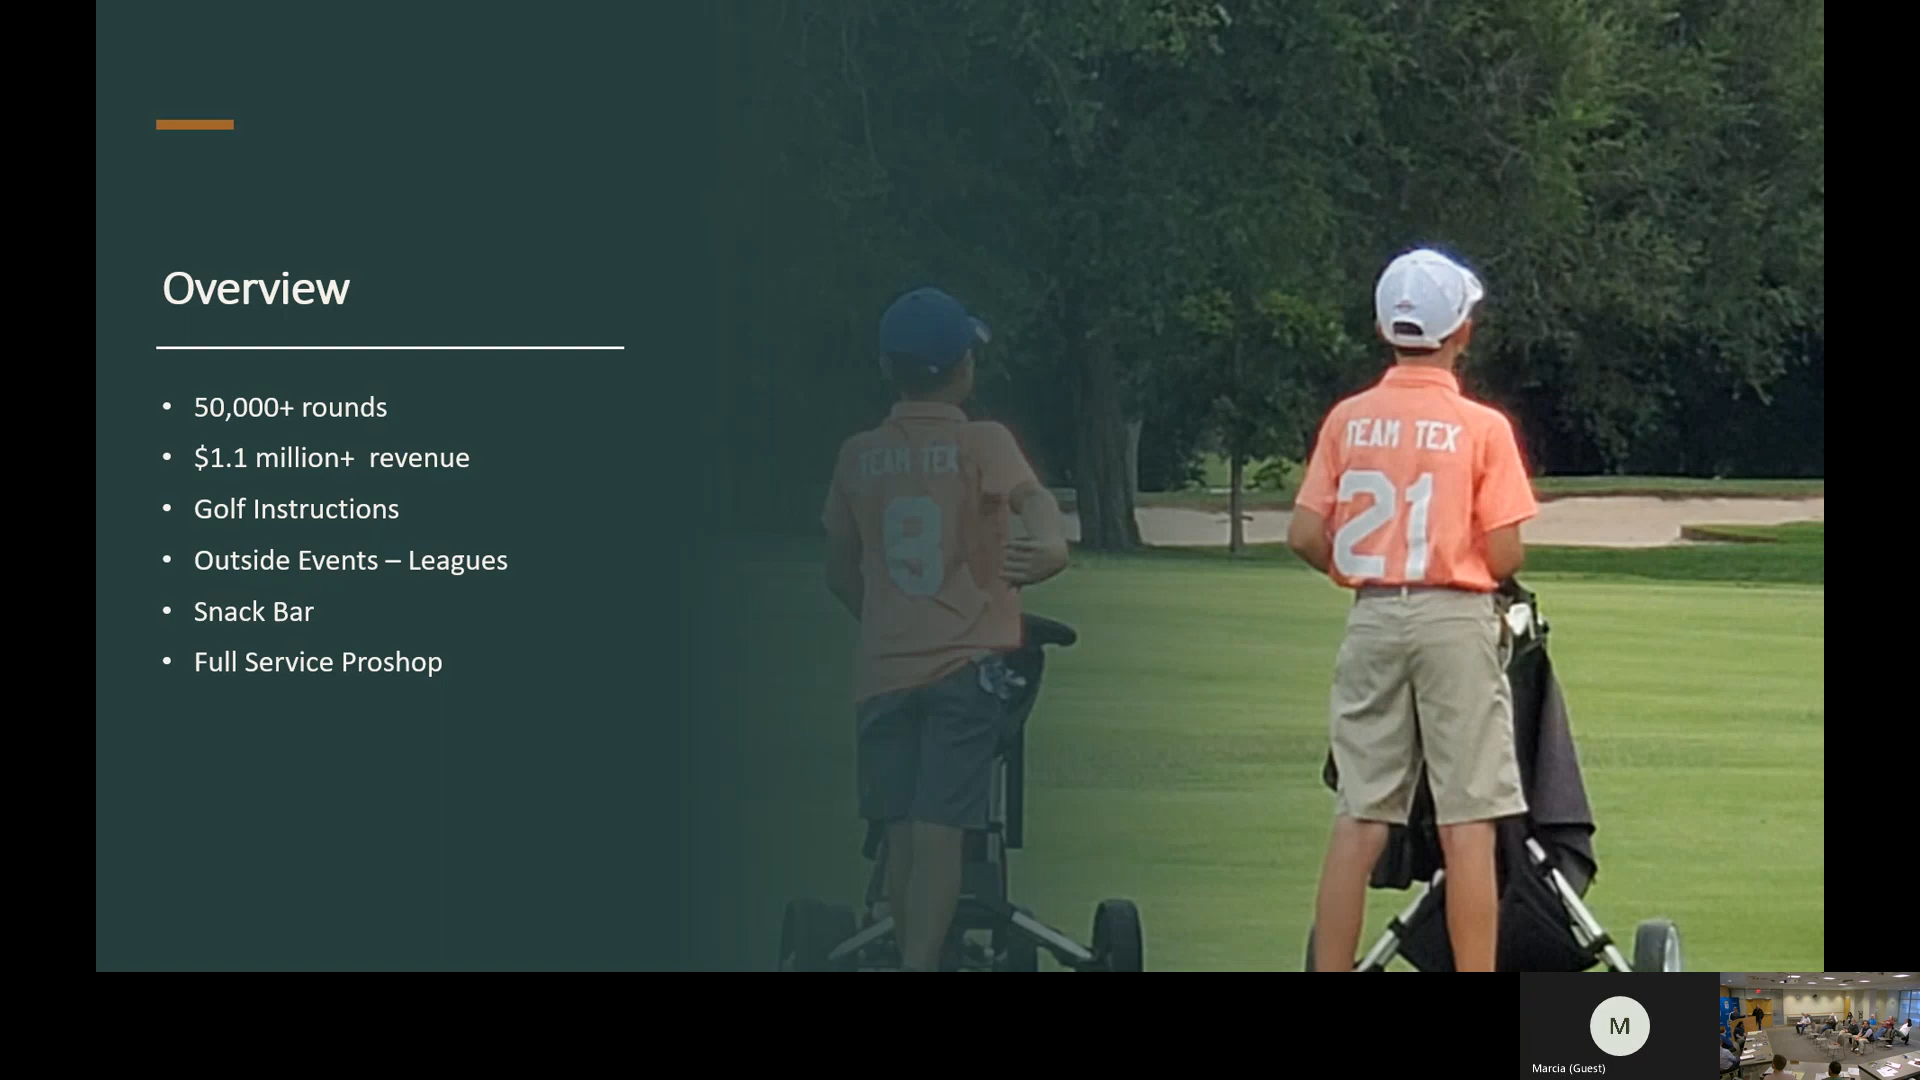 Overview
• 50,000+ rounds
• $1.1 million+  revenue
• Golf Instructions
• Outside Events – Leagues
• Snack Bar
• Full Service Proshop
TEAM TEX
8
TEAM TEX
21
M
Marcia (Guest)